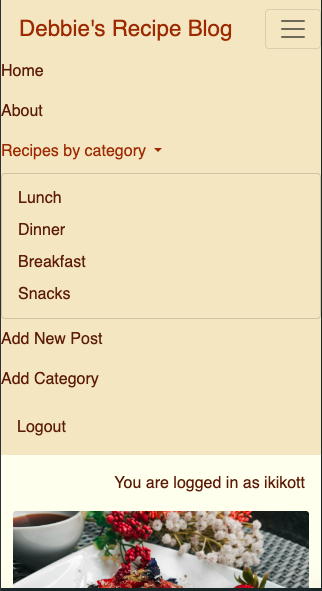 Debbie's Recipe Blog
Home
About
Recipes by category
Lunch
Dinner
Breakfast
Snacks
Add New Post
Add Category
Logout
You are logged in as ikikott